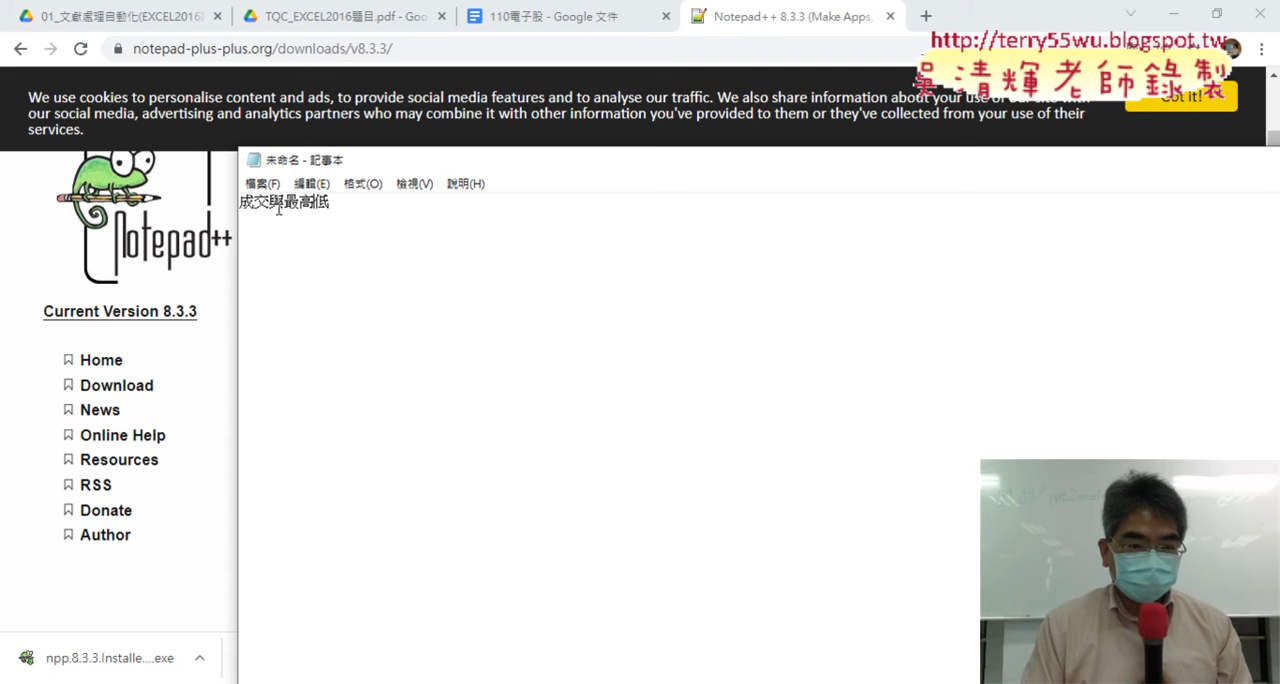 01_文獻處理自動化(EXCEL2016
TQC_EXCEL2016題目.pdf - Goo
110電子股 - Google 文件
Notepad++ 8.3.3 (Make Apps,
notepad-plus-plus.org/downloads/v8.3.3/
http://terry55wu.blogspot.tw
吳清輝老師錄製
We use cookies to personalise content and ads, to provide social media features and to analyse our traffic. We also share information about your use of our site with
our social media, advertising and analytics partners who may combine it with other information you've provided to them or they've collected from your use of their
services.
Got it!
未命名 - 記事本
檔案(F) 編輯(E) 格式(O) 檢視(V) 說明(H)
成交與最高低
Notepad++
Current Version 8.3.3
Home
Download
News
Online Help
Resources
RSS
Donate
Author
npp.8.3.3.Installe....exe